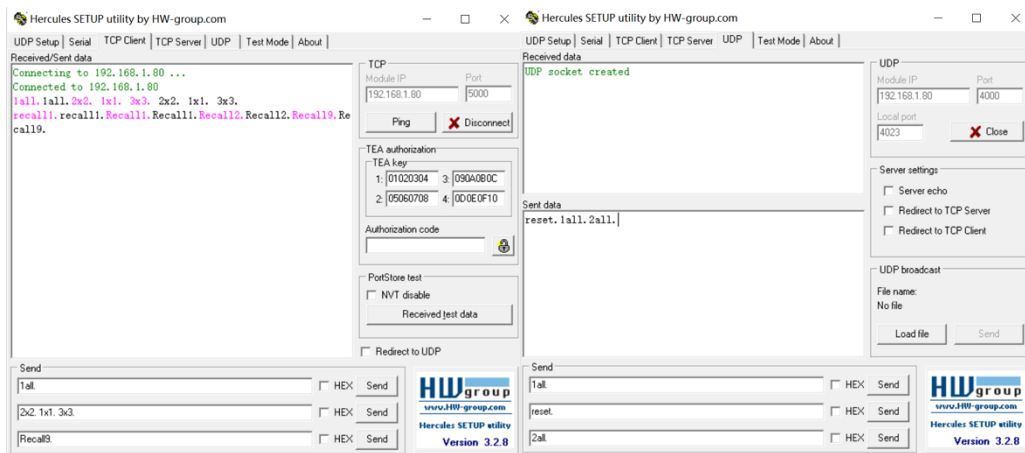 Hercules SETUP utility by HW-group.com
UDP Setup Serial TCP Client TCP Server UDP Test Mode About
Received/Sent data
Connecting to 192.168.1.80 ...
Connected to 192.168.1.80
1all.1all.2x2. 1x1. 3x3. 2x2. 1x1. 3x3.
recall1.recall1.Recall1.Recall1.Recall2.Recall2.Recall9.Re
call9.
TCP
Module IP Port
192.168.1.80 5000
Ping Disconnect
TEA authorization
TEA key
1: 01020304 3: 090A0B0C
2: 05060708 4: 0D0E0F10
Authorization code
PortStore test
NVT disable
Received test data
Redirect to UDP
Send
1all. HEX Send
2x2. 1x1. 3x3. HEX Send
Recall9. HEX Send
HWgroup
www.HW-group.com
Hercules SETUP utility
Version 3.2.8
Hercules SETUP utility by HW-group.com
UDP Setup Serial TCP Client TCP Server UDP Test Mode About
Received data
UDP socket created
Sent data
reset.1all.2all.
UDP
Module IP Port
192.168.1.80 4000
Local port
4023 Close
Server settings
Server echo
Redirect to TCP Server
Redirect to TCP Client
UDP broadcast
File name:
No file
Load file Send
Send
1all. HEX Send
reset. HEX Send
2all. HEX Send
HWgroup
www.HW-group.com
Hercules SETUP utility
Version 3.2.8